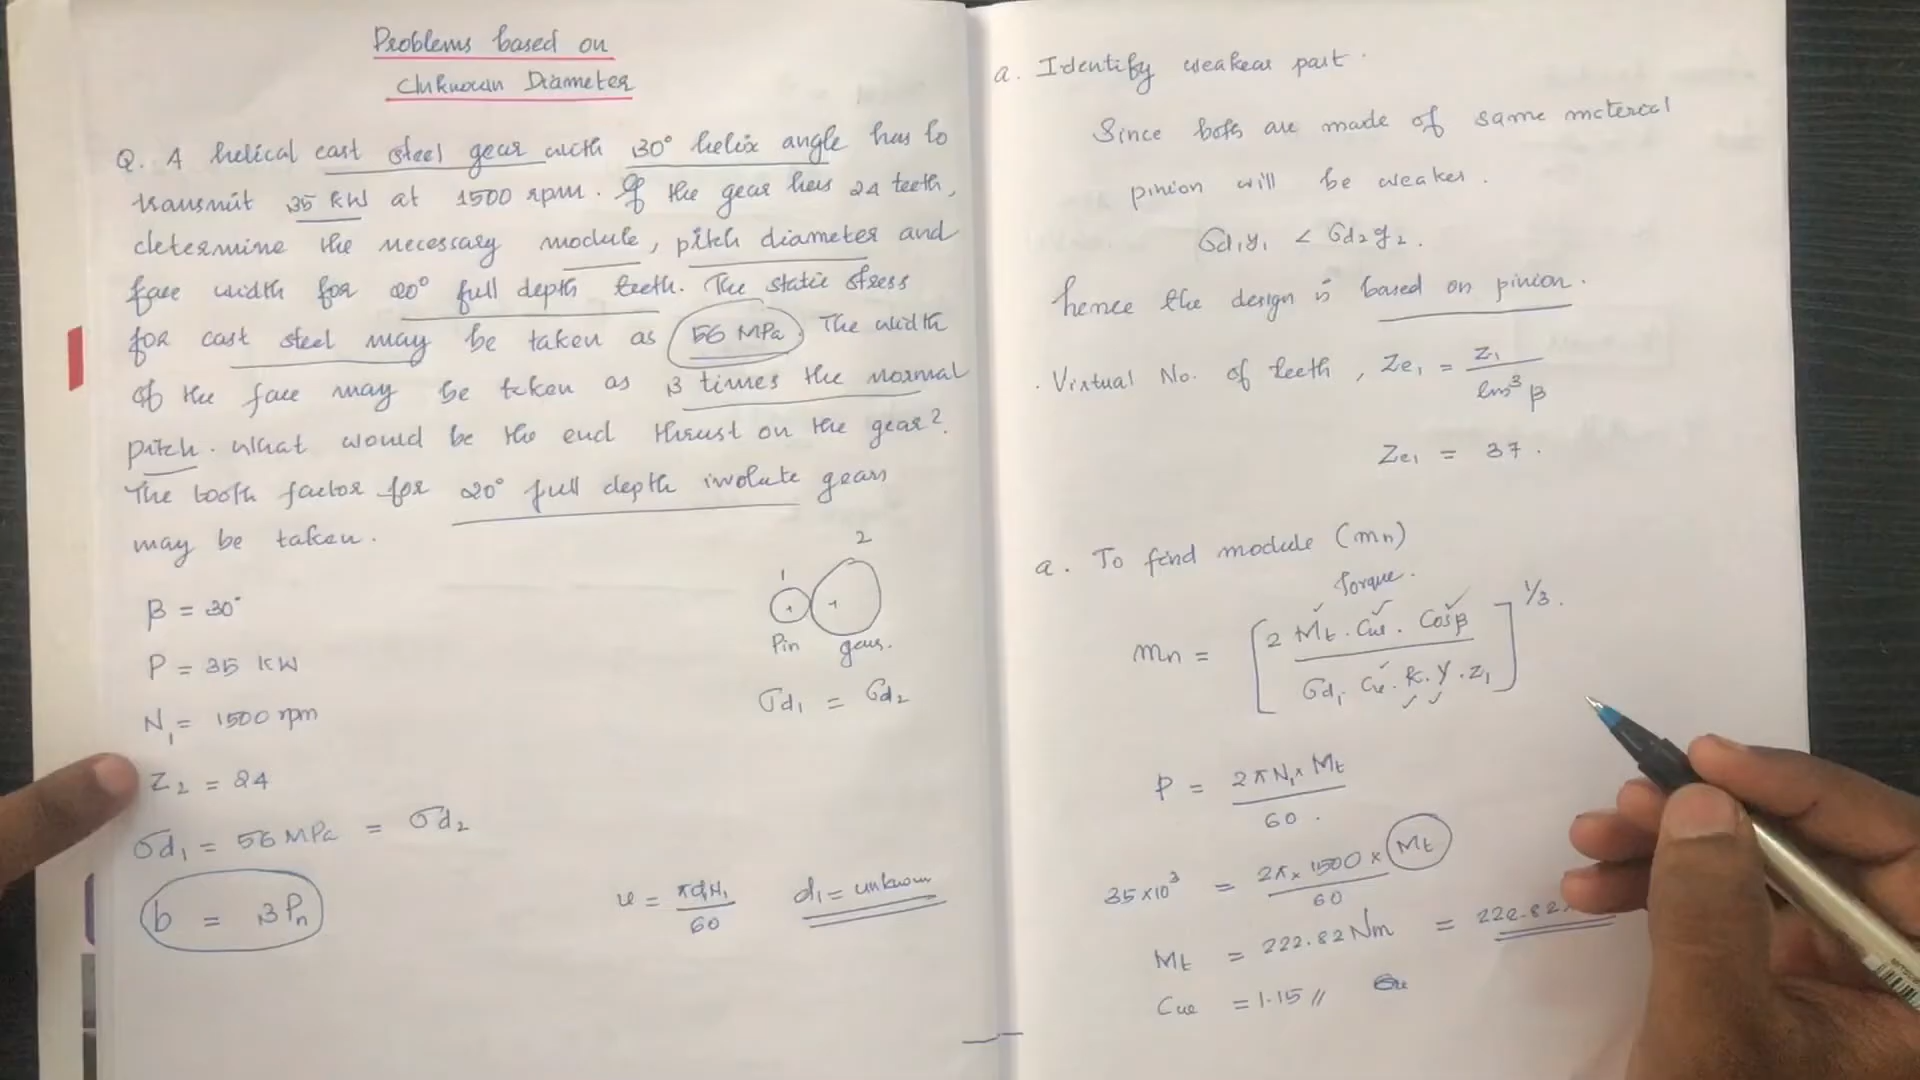 Problems based on
Unknown Diameter
Q. A helical cast steel gear with 30° helix angle has to
transmit 35 kW at 1500 rpm. If the gear has 24 teeth,
determine the necessary module, pitch diameter and
face width for 20° full depth teeth. The static stress
for cast steel may be taken as 56 MPa. The width
of the face may be taken as 3 times the normal
pitch. What would be the end thrust on the gear?
The tooth factor for 20° full depth involute gears
may be taken.
β = 30°
P = 35 kW
N₁ = 1500 rpm
Z₂ = 24
σd₁ = 56 MPa = σd₂
b = 3Pn
1 2
Pin gear.
σd₁ = σd₂
v = πd₁N₁ / 60 d₁ = unknown
a. Identify weaker part.
Since both are made of same material
pinion will be weaker.
σd₁y₁ < σd₂y₂.
hence the design is based on pinion.
Virtual No. of teeth, Ze₁ = Z₁ / cos³ β
Ze₁ = 37.
a. To find module (mn)
Torque.
mn = [2 Mt. Cw. Cosβ / σd₁. Cv. K. Y. Z₁]^1/3.
P = 2πN₁ × Mt / 60.
35×10³ = 2π × 1500 × Mt / 60
Mt = 222.82 Nm = 222.82
Cw = 1.15 //